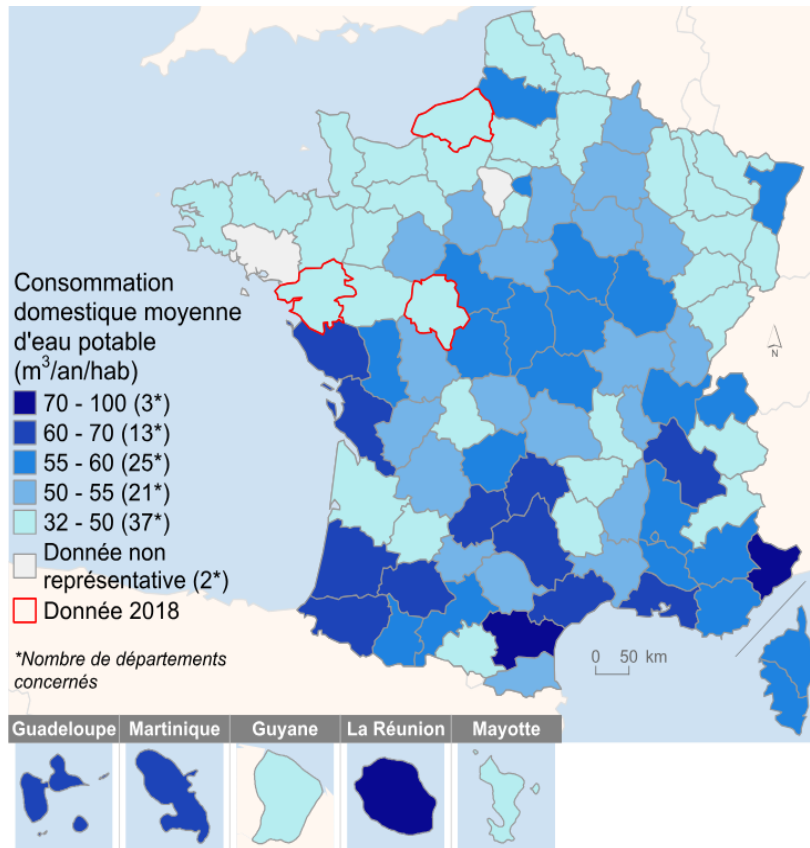 Consommation
domestique moyenne
d'eau potable
(m³/an/hab)
70 - 100 (3*)
60 - 70 (13*)
55 - 60 (25*)
50 - 55 (21*)
32 - 50 (37*)
Donnée non
représentative (2*)
Donnée 2018
*Nombre de départements
concernés
N
0 50 km
Guadeloupe Martinique Guyane La Réunion Mayotte